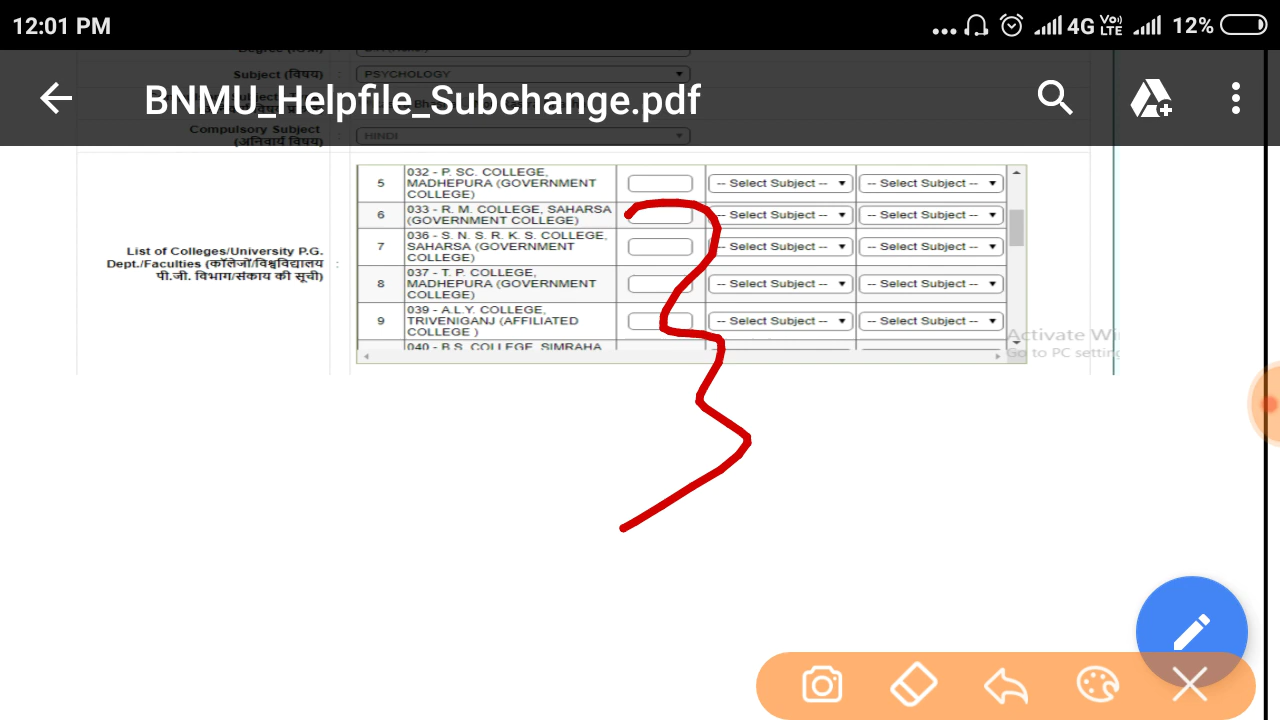 12:01 PM
4G VoLTE 12%
BNMU_Helpfile_Subchange.pdf
Subject (विषय) : PSYCHOLOGY
Compulsory Subject
(अनिवार्य विषय) : HINDI
List of Colleges/University P.G.
Dept./Faculties (कॉलेजों/विश्वविद्यालय
पी.जी. विभाग/संकाय की सूची) :
5 032 - P. SC. COLLEGE, MADHEPURA (GOVERNMENT COLLEGE) -- Select Subject -- -- Select Subject --
6 033 - R. M. COLLEGE, SAHARSA (GOVERNMENT COLLEGE) -- Select Subject -- -- Select Subject --
7 036 - S. N. S. R. K. S. COLLEGE, SAHARSA (GOVERNMENT COLLEGE) -- Select Subject -- -- Select Subject --
8 037 - T. P. COLLEGE, MADHEPURA (GOVERNMENT COLLEGE) -- Select Subject -- -- Select Subject --
9 039 - A.L.Y. COLLEGE, TRIVENIGANJ (AFFILIATED COLLEGE ) -- Select Subject -- -- Select Subject --
040 - B.S. COLLEGE, SIMRAHA
Activate Wi
Go to PC setting